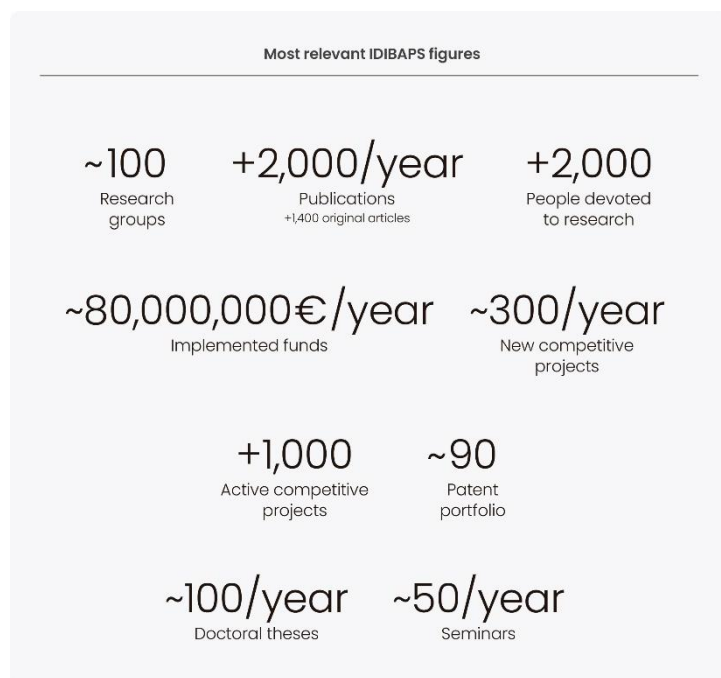 Most relevant IDIBAPS figures
~100
Research
groups
+2,000/year
Publications
+1,400 original articles
+2,000
People devoted
to research
~80,000,000€/year
Implemented funds
~300/year
New competitive
projects
+1,000
Active competitive
projects
~90
Patent
portfolio
~100/year
Doctoral theses
~50/year
Seminars